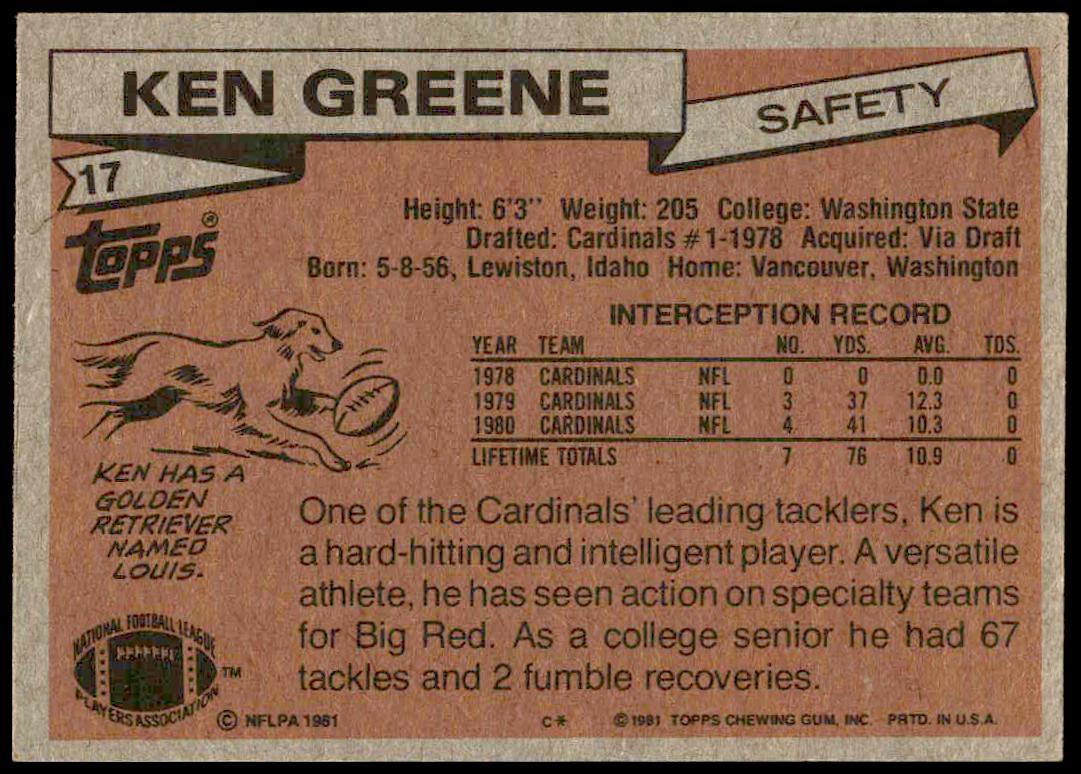 KEN GREENE
SAFETY
17
Topps®
Height: 6'3" Weight: 205 College: Washington State
Drafted: Cardinals #1-1978 Acquired: Via Draft
Born: 5-8-56, Lewiston, Idaho Home: Vancouver, Washington
INTERCEPTION RECORD
YEAR TEAM NO. YDS. AVG. TDS.
1978 CARDINALS NFL 0 0 0.0 0
1979 CARDINALS NFL 3 37 12.3 0
1980 CARDINALS NFL 4 41 10.3 0
LIFETIME TOTALS 7 76 10.9 0
KEN HAS A
GOLDEN
RETRIEVER
NAMED
LOUIS.
One of the Cardinals' leading tacklers, Ken is
a hard-hitting and intelligent player. A versatile
athlete, he has seen action on specialty teams
for Big Red. As a college senior he had 67
tackles and 2 fumble recoveries.
NATIONAL FOOTBALL LEAGUE
PLAYERS ASSOCIATION
TM
© NFLPA 1981
C* © 1981 TOPPS CHEWING GUM, INC. PRTD. IN U.S.A.